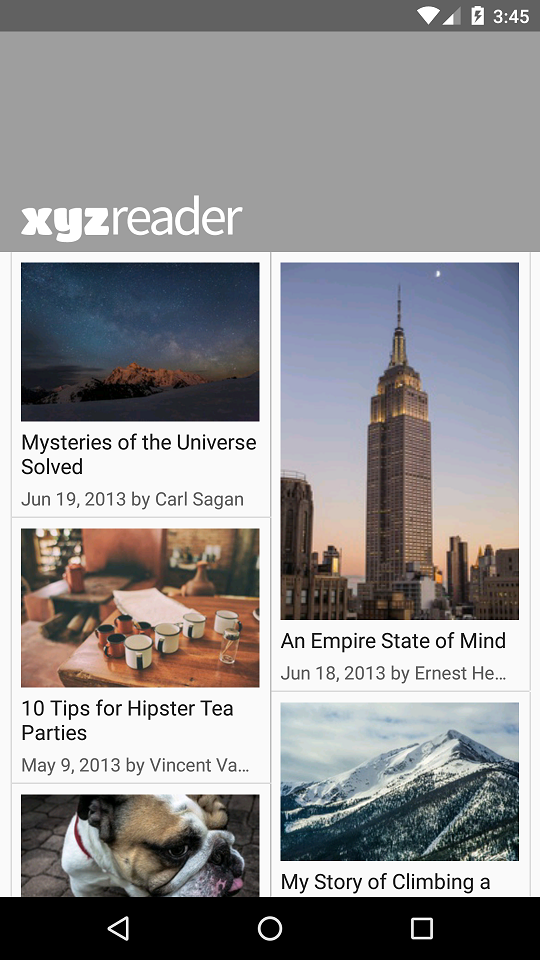 3:45
xyzreader
Mysteries of the Universe
Solved
Jun 19, 2013 by Carl Sagan
An Empire State of Mind
Jun 18, 2013 by Ernest He…
10 Tips for Hipster Tea
Parties
May 9, 2013 by Vincent Va…
My Story of Climbing a